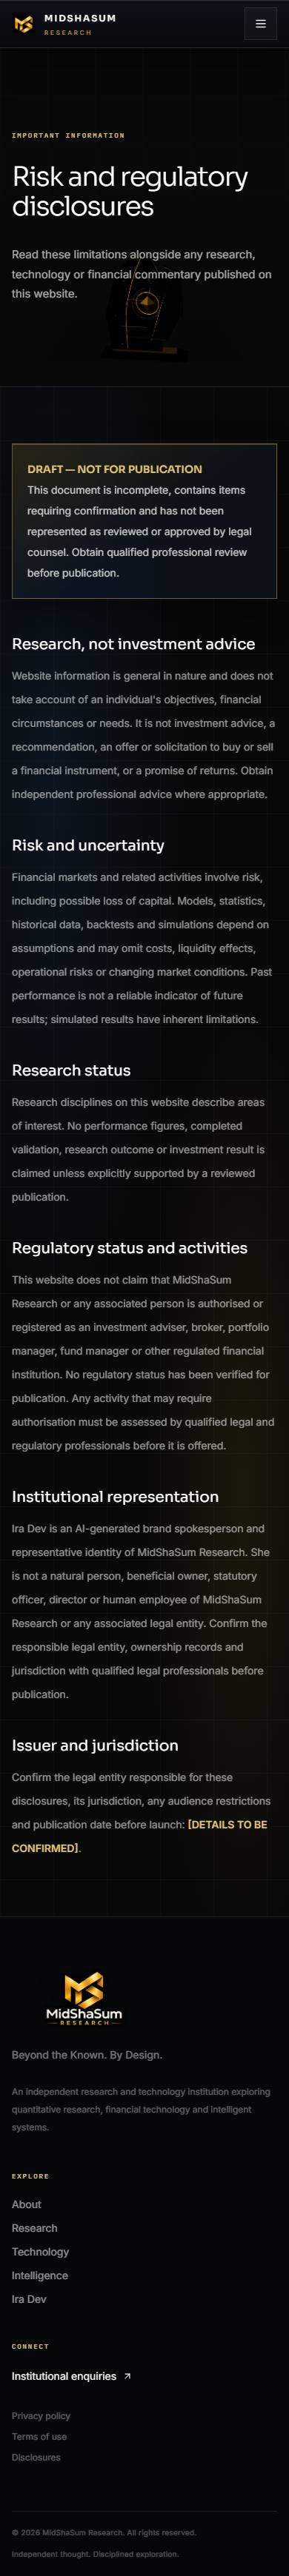 MIDSHASUM
RESEARCH
IMPORTANT INFORMATION
Risk and regulatory
disclosures
Read these limitations alongside any research,
technology or financial commentary published on
this website.
DRAFT — NOT FOR PUBLICATION
This document is incomplete, contains items
requiring confirmation and has not been
represented as reviewed or approved by legal
counsel. Obtain qualified professional review
before publication.
Research, not investment advice
Website information is general in nature and does not
take account of an individual's objectives, financial
circumstances or needs. It is not investment advice, a
recommendation, an offer or solicitation to buy or sell
a financial instrument, or a promise of returns. Obtain
independent professional advice where appropriate.
Risk and uncertainty
Financial markets and related activities involve risk,
including possible loss of capital. Models, statistics,
historical data, backtests and simulations depend on
assumptions and may omit costs, liquidity effects,
operational risks or changing market conditions. Past
performance is not a reliable indicator of future
results; simulated results have inherent limitations.
Research status
Research disciplines on this website describe areas
of interest. No performance figures, completed
validation, research outcome or investment result is
claimed unless explicitly supported by a reviewed
publication.
Regulatory status and activities
This website does not claim that MidShaSum
Research or any associated person is authorised or
registered as an investment adviser, broker, portfolio
manager, fund manager or other regulated financial
institution. No regulatory status has been verified for
publication. Any activity that may require
authorisation must be assessed by qualified legal and
regulatory professionals before it is offered.
Institutional representation
Ira Dev is an AI-generated brand spokesperson and
representative identity of MidShaSum Research. She
is not a natural person, beneficial owner, statutory
officer, director or human employee of MidShaSum
Research or any associated legal entity. Confirm the
responsible legal entity, ownership records and
jurisdiction with qualified legal professionals before
publication.
Issuer and jurisdiction
Confirm the legal entity responsible for these
disclosures, its jurisdiction, any audience restrictions
and publication date before launch: [DETAILS TO BE
CONFIRMED].
MidShaSum
RESEARCH
Beyond the Known. By Design.
An independent research and technology institution exploring
quantitative research, financial technology and intelligent
systems.
EXPLORE
About
Research
Technology
Intelligence
Ira Dev
CONNECT
Institutional enquiries ↗
Privacy policy
Terms of use
Disclosures
© 2026 MidShaSum Research. All rights reserved.
Independent thought. Disciplined exploration.